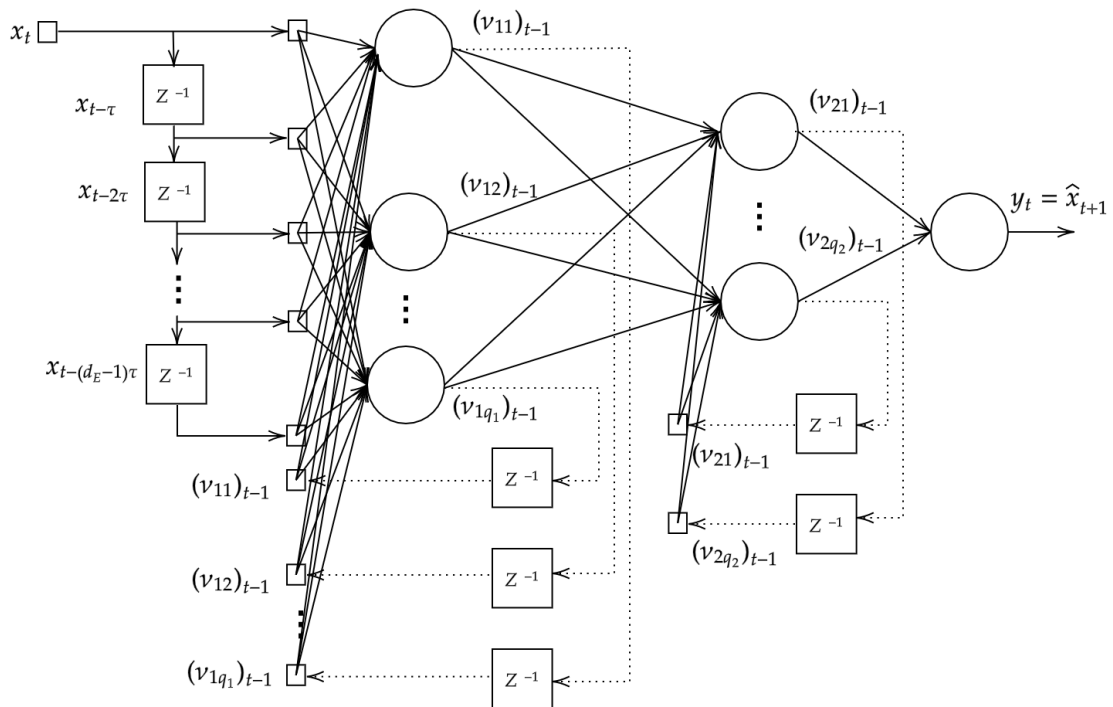 x_t
(ν_{11})_{t−1}
Z ⁻¹
x_{t−τ}
(ν_{21})_{t−1}
x_{t−2τ}
Z ⁻¹
(ν_{12})_{t−1}
y_t = x̂_{t+1}
(ν_{2q_2})_{t−1}
x_{t−(d_E−1)τ}
Z ⁻¹
(ν_{1q_1})_{t−1}
Z ⁻¹
(ν_{21})_{t−1}
(ν_{11})_{t−1}
Z ⁻¹
Z ⁻¹
(ν_{2q_2})_{t−1}
(ν_{12})_{t−1}
Z ⁻¹
(ν_{1q_1})_{t−1}
Z ⁻¹